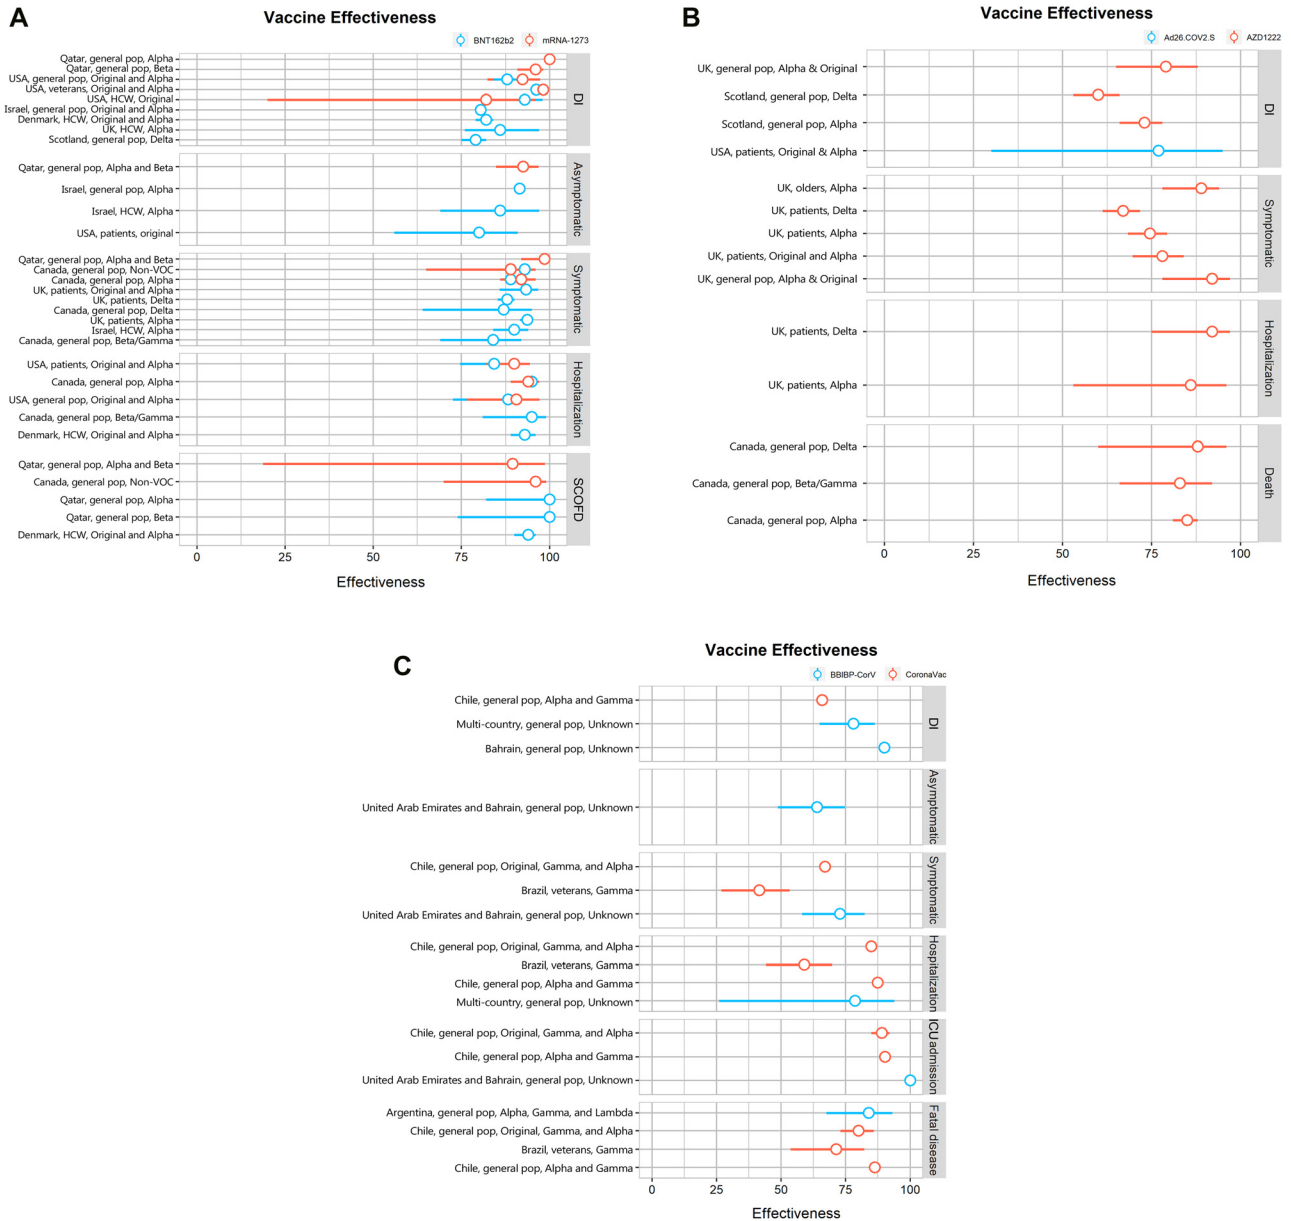 A
Vaccine Effectiveness
BNT162b2 mRNA-1273
Qatar, general pop, Alpha
Qatar, general pop, Beta
USA, general pop, Original and Alpha
USA, veterans, Original and Alpha
USA, HCW, Original
Israel, general pop, Original and Alpha
Denmark, HCW, Original and Alpha
UK, HCW, Alpha
Scotland, general pop, Delta
DI
Qatar, general pop, Alpha and Beta
Israel, general pop, Alpha
Israel, HCW, Alpha
USA, patients, original
Asymptomatic
Qatar, general pop, Alpha and Beta
Canada, general pop, Non-VOC
Canada, general pop, Alpha
UK, patients, Original and Alpha
UK, patients, Delta
Canada, general pop, Delta
UK, patients, Alpha
Israel, HCW, Alpha
Canada, general pop, Beta/Gamma
Symptomatic
USA, patients, Original and Alpha
Canada, general pop, Alpha
USA, general pop, Original and Alpha
Canada, general pop, Beta/Gamma
Denmark, HCW, Original and Alpha
Hospitalization
Qatar, general pop, Alpha and Beta
Canada, general pop, Non-VOC
Qatar, general pop, Alpha
Qatar, general pop, Beta
Denmark, HCW, Original and Alpha
SCOFD
0 25 50 75 100
Effectiveness
B
Vaccine Effectiveness
Ad26.COV2.S AZD1222
UK, general pop, Alpha & Original
Scotland, general pop, Delta
Scotland, general pop, Alpha
USA, patients, Original & Alpha
DI
UK, olders, Alpha
UK, patients, Delta
UK, patients, Alpha
UK, patients, Original and Alpha
UK, general pop, Alpha & Original
Symptomatic
UK, patients, Delta
UK, patients, Alpha
Hospitalization
Canada, general pop, Delta
Canada, general pop, Beta/Gamma
Canada, general pop, Alpha
Death
0 25 50 75 100
Effectiveness
C
Vaccine Effectiveness
BBIBP-CorV CoronaVac
Chile, general pop, Alpha and Gamma
Multi-country, general pop, Unknown
Bahrain, general pop, Unknown
DI
United Arab Emirates and Bahrain, general pop, Unknown
Asymptomatic
Chile, general pop, Original, Gamma, and Alpha
Brazil, veterans, Gamma
United Arab Emirates and Bahrain, general pop, Unknown
Symptomatic
Chile, general pop, Original, Gamma, and Alpha
Brazil, veterans, Gamma
Chile, general pop, Alpha and Gamma
Multi-country, general pop, Unknown
Hospitalization
Chile, general pop, Original, Gamma, and Alpha
Chile, general pop, Alpha and Gamma
United Arab Emirates and Bahrain, general pop, Unknown
ICU admission
Argentina, general pop, Alpha, Gamma, and Lambda
Chile, general pop, Original, Gamma, and Alpha
Brazil, veterans, Gamma
Chile, general pop, Alpha and Gamma
Fatal disease
0 25 50 75 100
Effectiveness